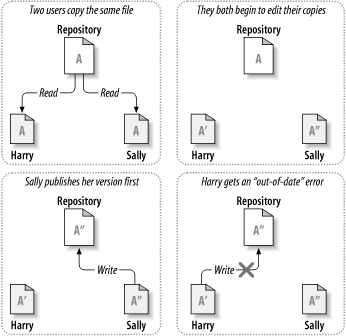 Two users copy the same file
Repository
A
Read Read
A A
Harry Sally
They both begin to edit their copies
Repository
A
A' A"
Harry Sally
Sally publishes her version first
Repository
A"
Write
A' A"
Harry Sally
Harry gets an “out-of-date” error
Repository
A"
Write
A' A"
Harry Sally